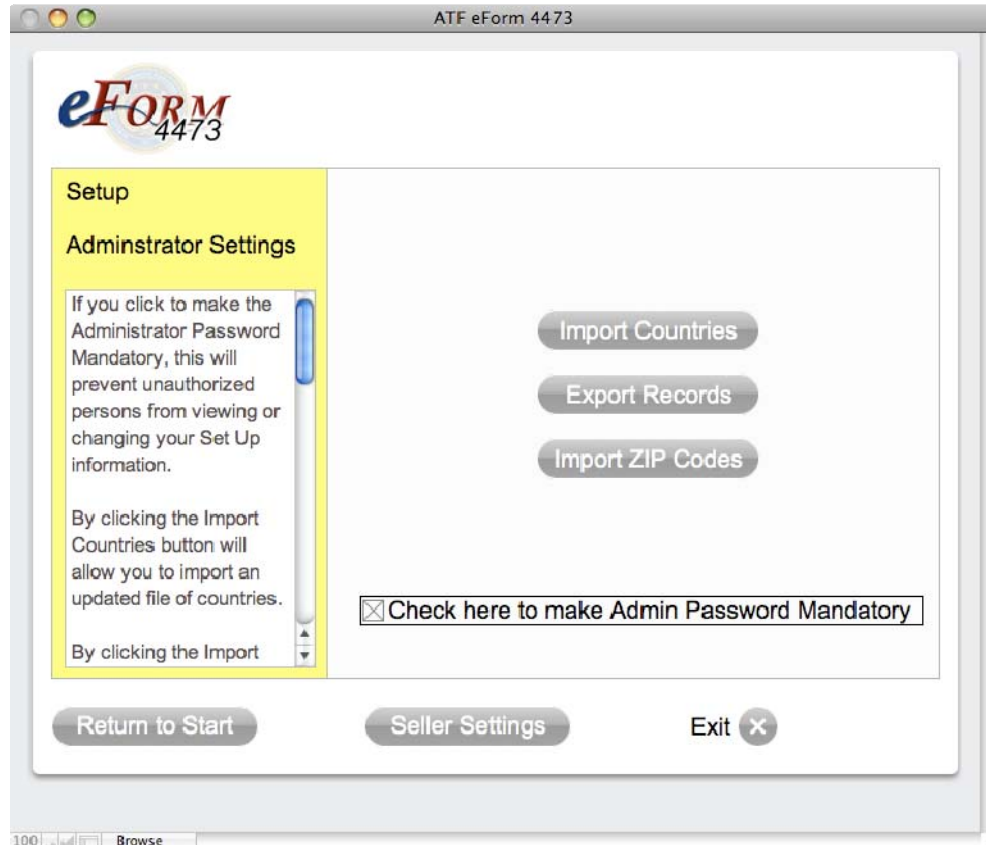 ATF eForm 4473
eFORM
4473
Setup
Adminstrator Settings
If you click to make the
Administrator Password
Mandatory, this will
prevent unauthorized
persons from viewing or
changing your Set Up
information.
By clicking the Import
Countries button will
allow you to import an
updated file of countries.
By clicking the Import
Import Countries
Export Records
Import ZIP Codes
Check here to make Admin Password Mandatory
Return to Start
Seller Settings
Exit
100
Browse